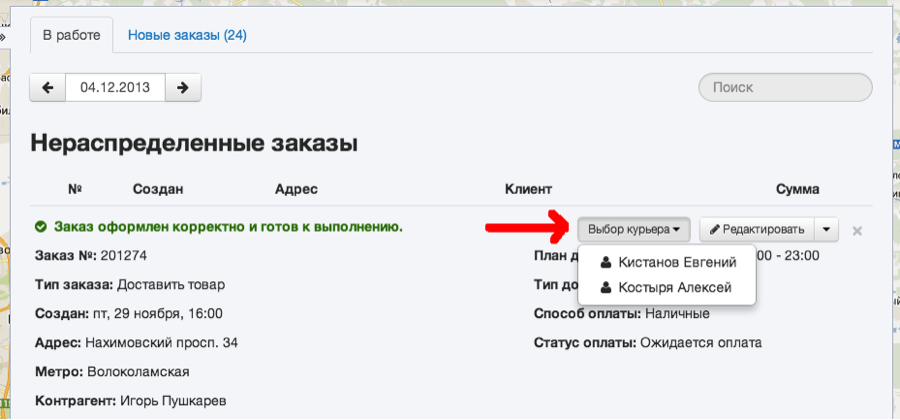 В работе Новые заказы (24)
04.12.2013 Поиск
Нераспределенные заказы
№ Создан Адрес Клиент Сумма
Заказ оформлен корректно и готов к выполнению. Выбор курьера Редактировать ×
Заказ №: 201274 План д 00 - 23:00
Кистанов Евгений
Тип заказа: Доставить товар Тип до
Костыря Алексей
Создан: пт, 29 ноября, 16:00 Способ оплаты: Наличные
Адрес: Нахимовский просп. 34 Статус оплаты: Ожидается оплата
Метро: Волоколамская
Контрагент: Игорь Пушкарев